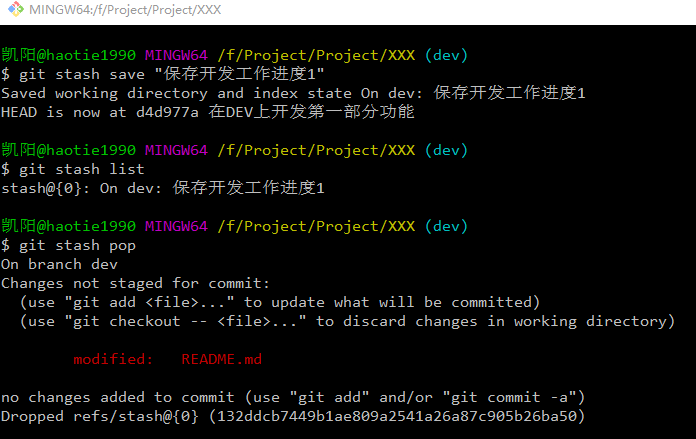 MINGW64:/f/Project/Project/XXX
凯阳@haotie1990 MINGW64 /f/Project/Project/XXX (dev)
$ git stash save "保存开发工作进度1"
Saved working directory and index state On dev: 保存开发工作进度1
HEAD is now at d4d977a 在DEV上开发第一部分功能
凯阳@haotie1990 MINGW64 /f/Project/Project/XXX (dev)
$ git stash list
stash@{0}: On dev: 保存开发工作进度1
凯阳@haotie1990 MINGW64 /f/Project/Project/XXX (dev)
$ git stash pop
On branch dev
Changes not staged for commit:
  (use "git add <file>..." to update what will be committed)
  (use "git checkout -- <file>..." to discard changes in working directory)
        modified:   README.md
no changes added to commit (use "git add" and/or "git commit -a")
Dropped refs/stash@{0} (132ddcb7449b1ae809a2541a26a87c905b26ba50)